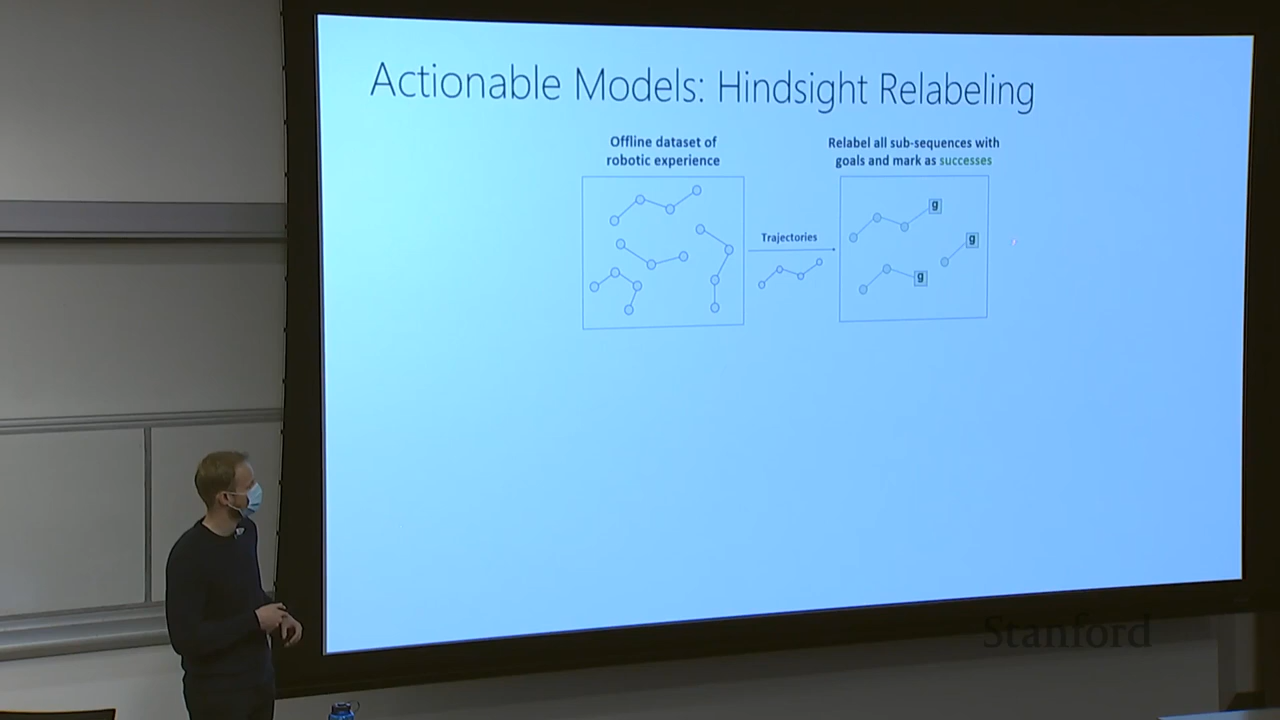 Actionable Models: Hindsight Relabeling
Offline dataset of
robotic experience
Relabel all sub-sequences with
goals and mark as successes
Trajectories
g
g
g
Stanford